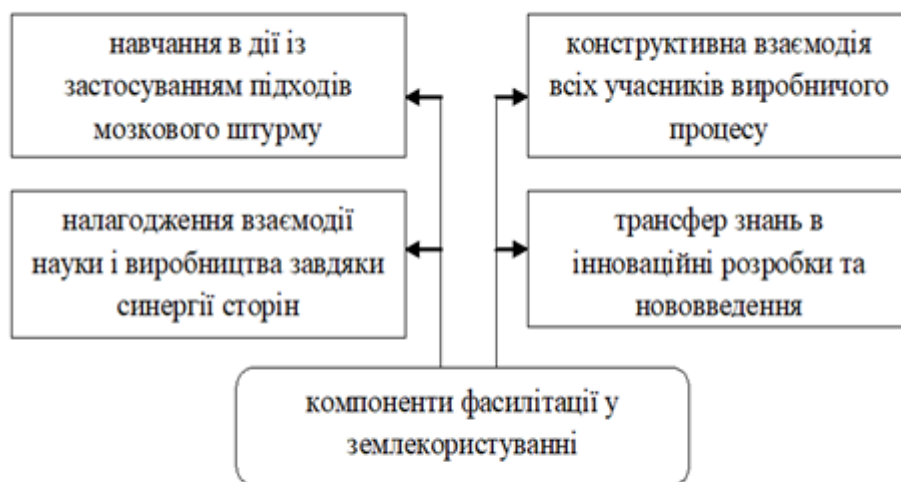 навчання в дії із
застосуванням підходів
мозкового штурму
конструктивна взаємодія
всіх учасників виробничого
процесу
налагодження взаємодії
науки і виробництва завдяки
синергії сторін
трансфер знань в
інноваційні розробки та
нововведення
компоненти фасилітації у
землекористуванні